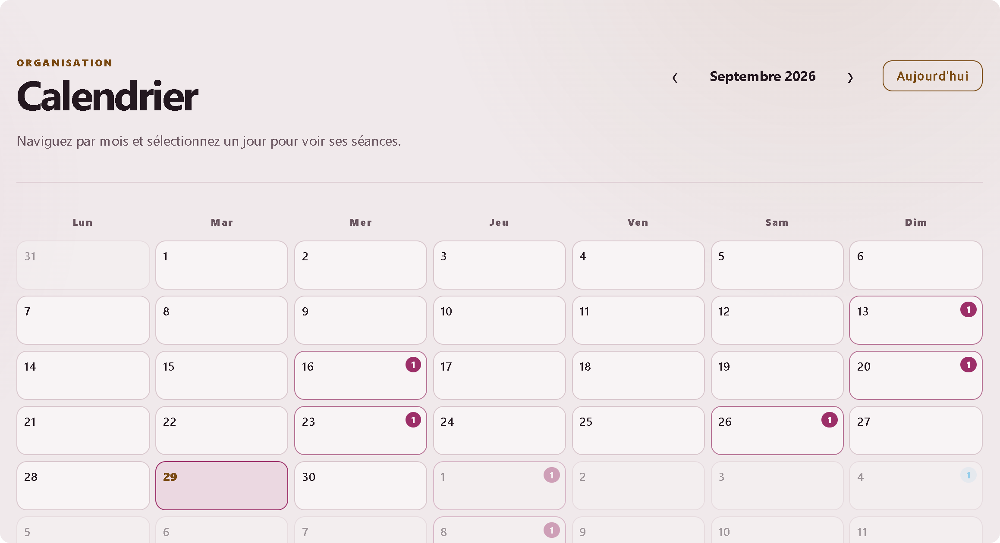 ORGANISATION
Calendrier
‹ Septembre 2026 › Aujourd'hui
Naviguez par mois et sélectionnez un jour pour voir ses séances.
Lun Mar Mer Jeu Ven Sam Dim
31 1 2 3 4 5 6
7 8 9 10 11 12 13 1
14 15 16 1 17 18 19 20 1
21 22 23 1 24 25 26 1 27
28 29 30 1 1 2 3 4 1
5 6 7 8 1 9 10 11